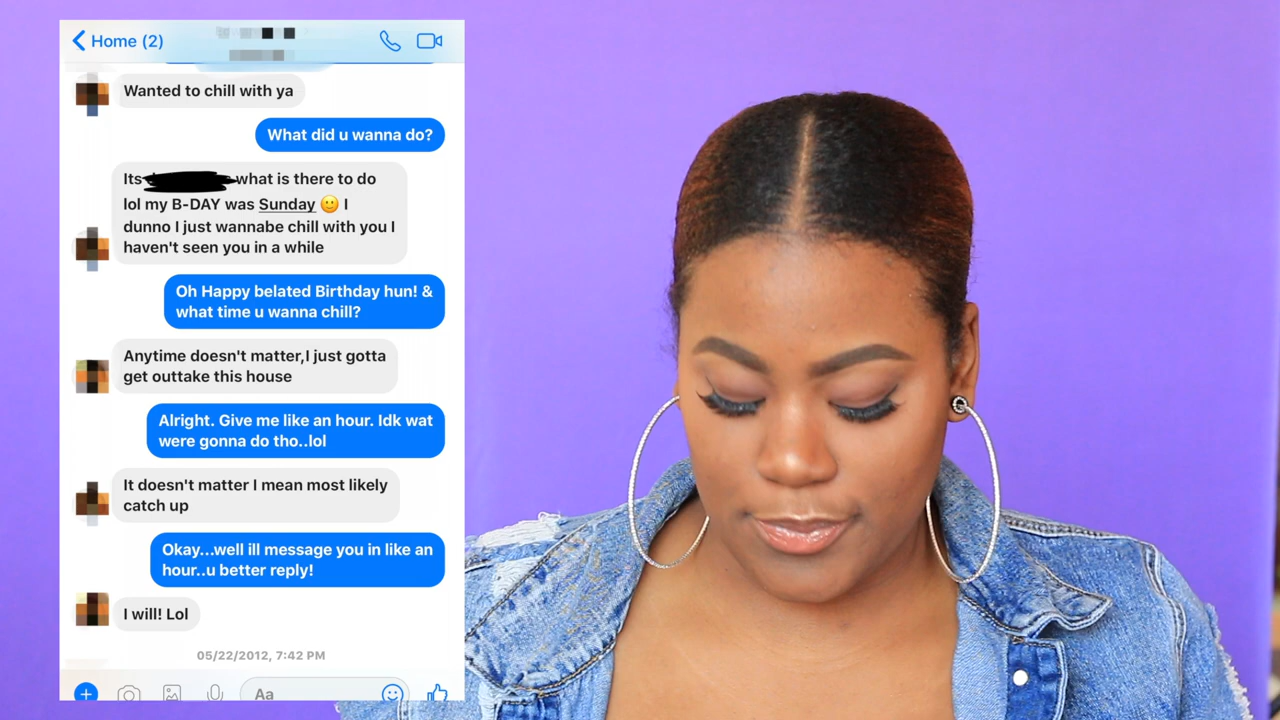 Home (2)
Wanted to chill with ya
What did u wanna do?
Its what is there to do
lol my B-DAY was Sunday 🙂 I
dunno I just wannabe chill with you I
haven't seen you in a while
Oh Happy belated Birthday hun! &
what time u wanna chill?
Anytime doesn't matter,I just gotta
get outtake this house
Alright. Give me like an hour. Idk wat
were gonna do tho..lol
It doesn't matter I mean most likely
catch up
Okay...well ill message you in like an
hour..u better reply!
I will! Lol
05/22/2012, 7:42 PM
Aa